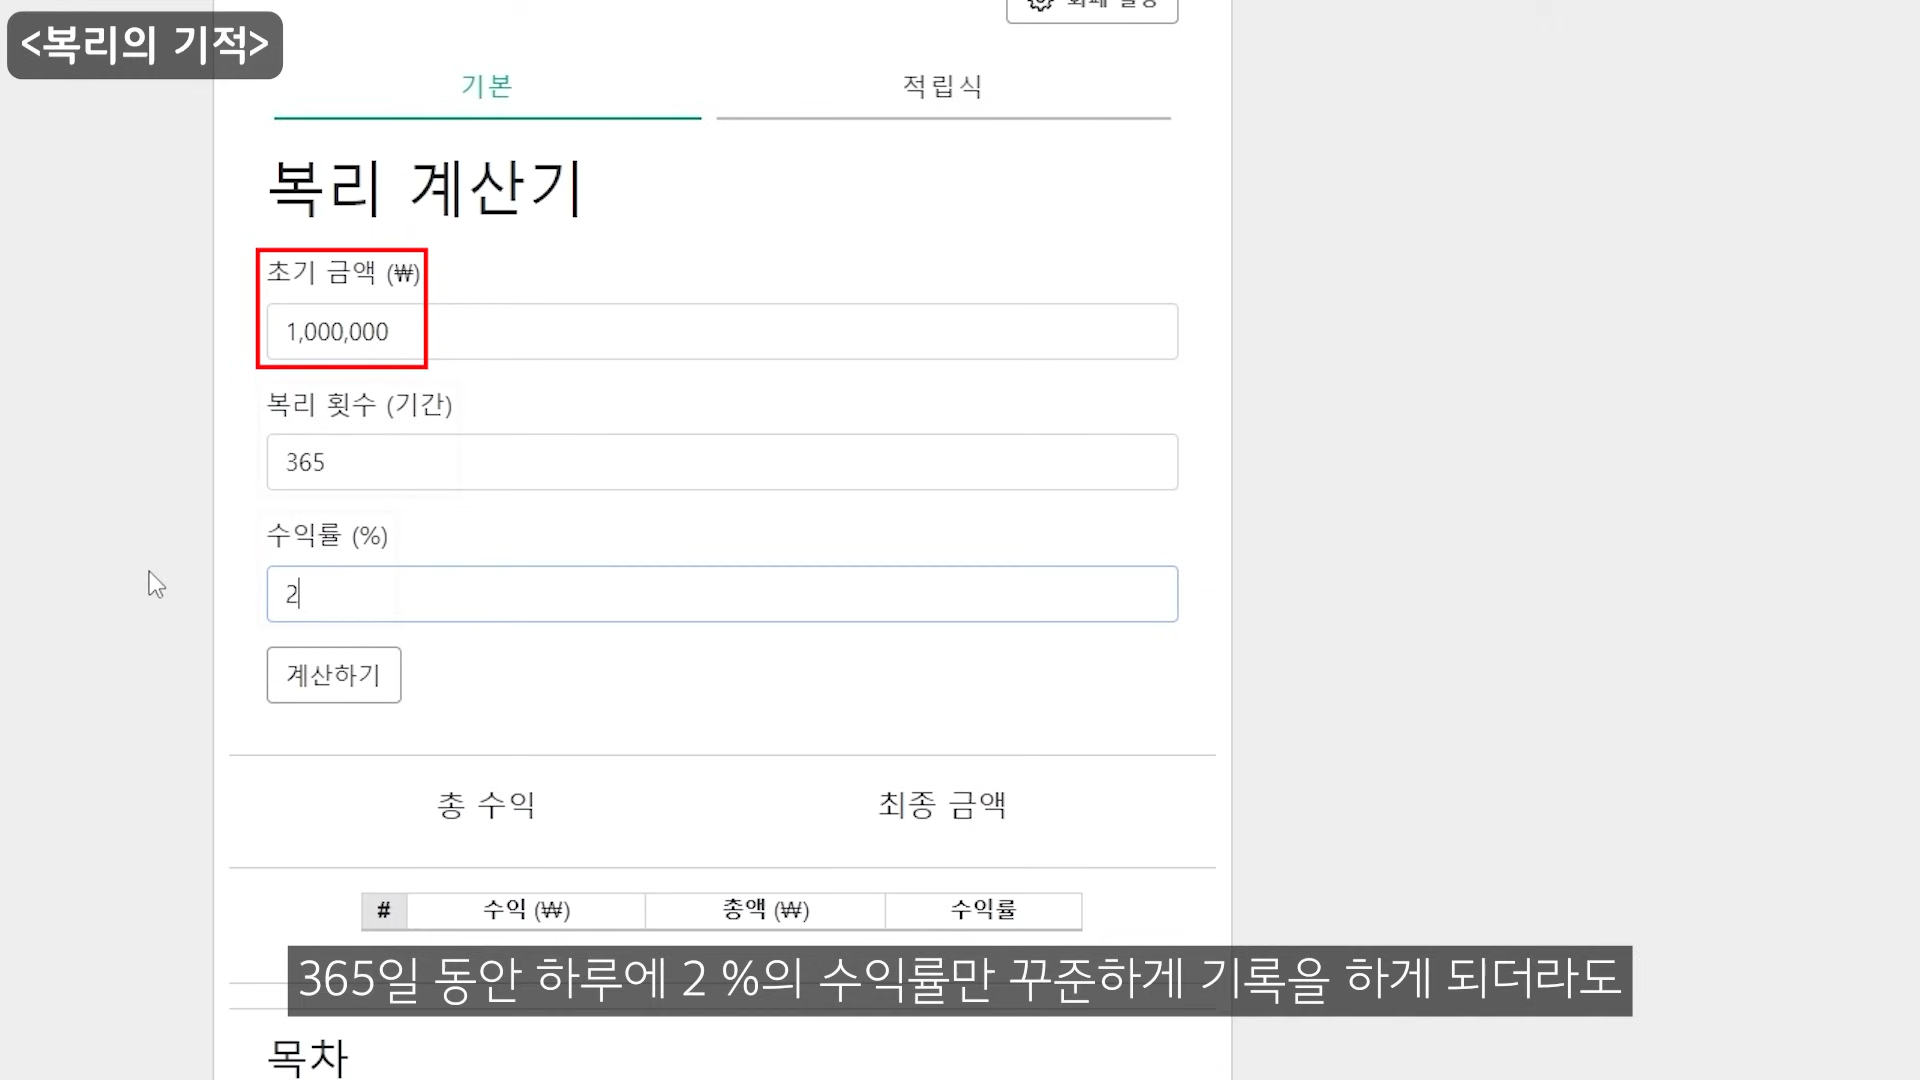 <복리의 기적>
기본
적립식
복리 계산기
초기 금액 (₩)
1,000,000
복리 횟수 (기간)
365
수익률 (%)
2
계산하기
총 수익
최종 금액
# 수익 (₩) 총액 (₩) 수익률
365일 동안 하루에 2 %의 수익률만 꾸준하게 기록을 하게 되더라도
목차